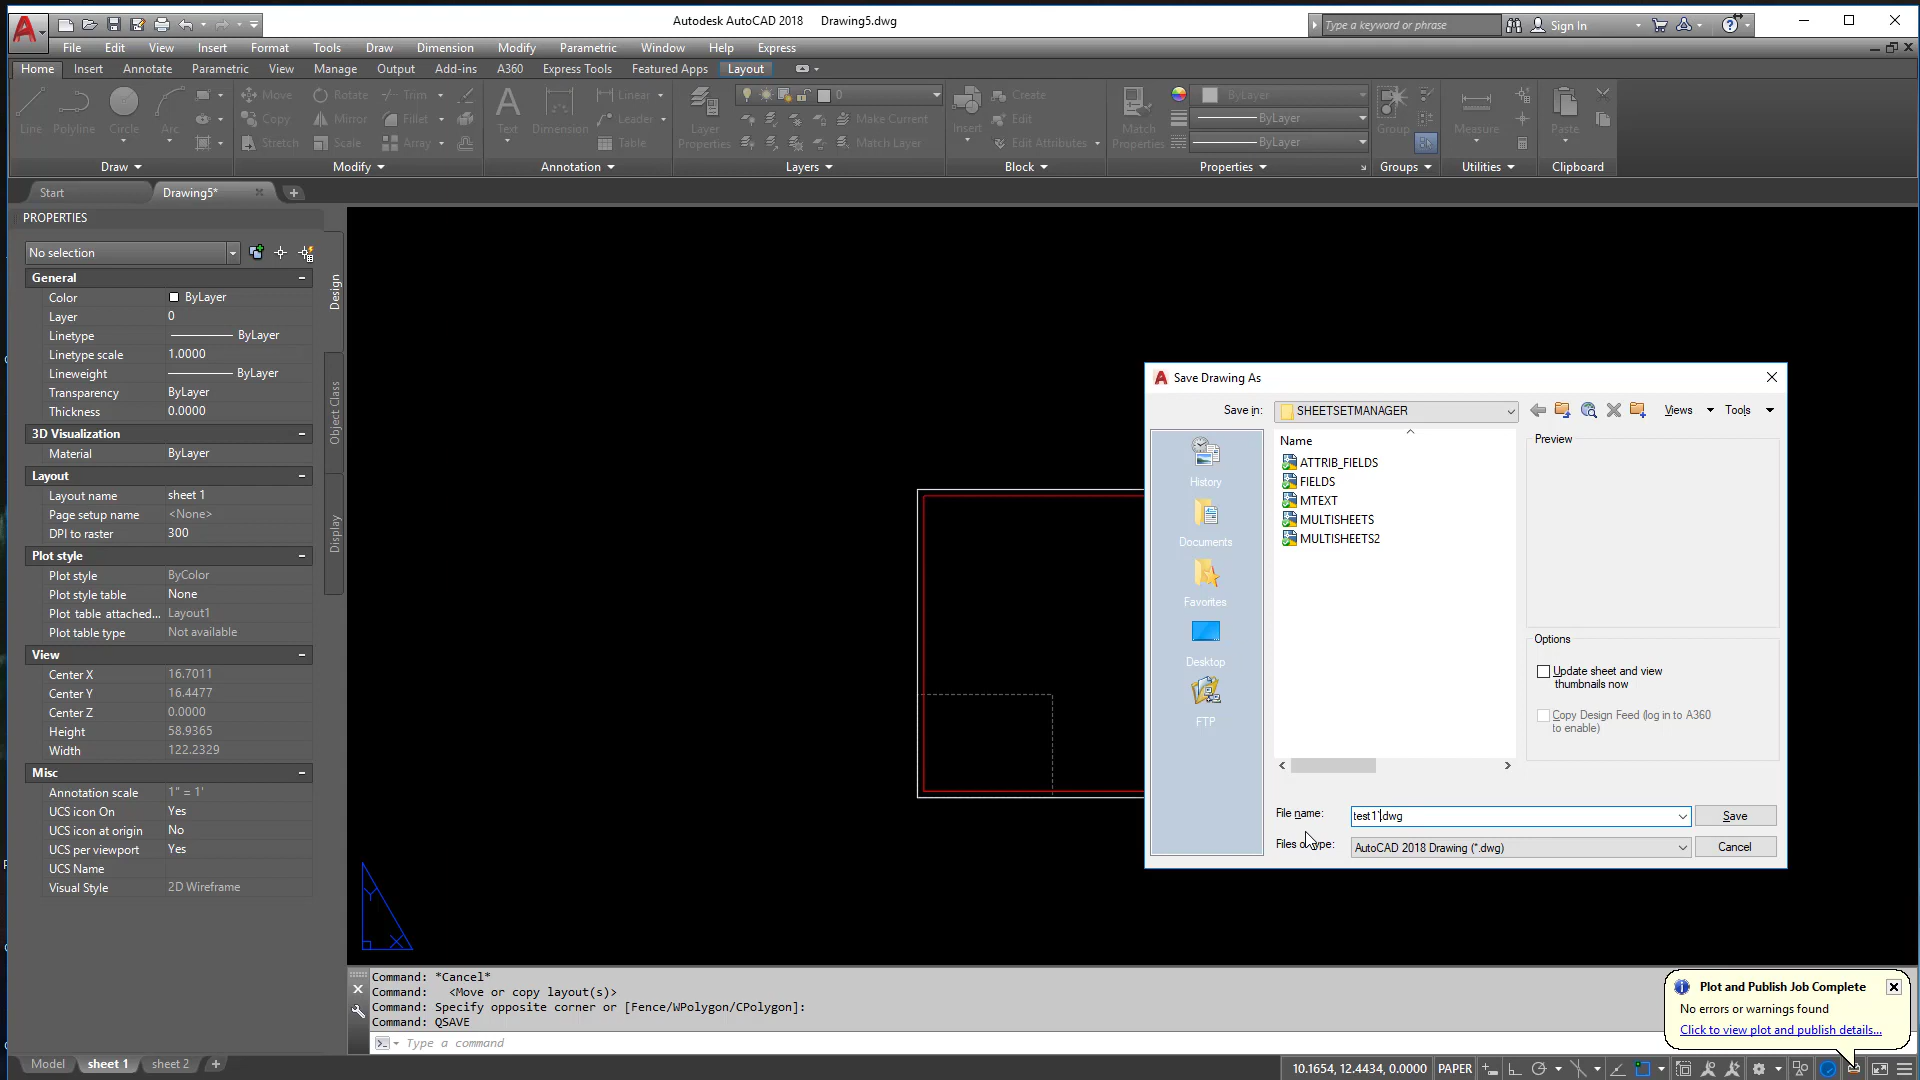 Autodesk AutoCAD 2018 Drawing5.dwg
Type a keyword or phrase
Sign In
File Edit View Insert Format Tools Draw Dimension Modify Parametric Window Help Express
Home Insert Annotate Parametric View Manage Output Add-ins A360 Express Tools Featured Apps Layout
Line Polyline Circle Arc
Move Rotate Trim
Copy Mirror Fillet
Stretch Scale Array
Text Dimension
Linear
Leader
Table
Layer Properties
0
Make Current
Match Layer
Insert
Create
Edit
Edit Attributes
Match Properties
ByLayer
ByLayer
ByLayer
Group
Measure
Paste
Draw Modify Annotation Layers Block Properties Groups Utilities Clipboard
Start Drawing5*
PROPERTIES
No selection
General
Color ByLayer
Layer 0
Linetype ByLayer
Linetype scale 1.0000
Lineweight ByLayer
Transparency ByLayer
Thickness 0.0000
3D Visualization
Material ByLayer
Layout
Layout name sheet 1
Page setup name <None>
DPI to raster 300
Plot style
Plot style ByColor
Plot style table None
Plot table attached... Layout1
Plot table type Not available
View
Center X 16.7011
Center Y 16.4477
Center Z 0.0000
Height 58.9365
Width 122.2329
Misc
Annotation scale 1" = 1'
UCS icon On Yes
UCS icon at origin No
UCS per viewport Yes
UCS Name
Visual Style 2D Wireframe
Design
Object Class
Display
Y
X
Save Drawing As
Save in: SHEETSETMANAGER
Views Tools
History
Documents
Favorites
Desktop
FTP
Name
ATTRIB_FIELDS
FIELDS
MTEXT
MULTISHEETS
MULTISHEETS2
Preview
Options
Update sheet and view
thumbnails now
Copy Design Feed (log in to A360
to enable)
File name: test1'.dwg Save
Files of type: AutoCAD 2018 Drawing (*.dwg) Cancel
Command: *Cancel*
Command: <Move or copy layout(s)>
Command: Specify opposite corner or [Fence/WPolygon/CPolygon]:
Command: QSAVE
Type a command
Plot and Publish Job Complete
No errors or warnings found
Click to view plot and publish details...
Model sheet 1 sheet 2
10.1654, 12.4434, 0.0000 PAPER